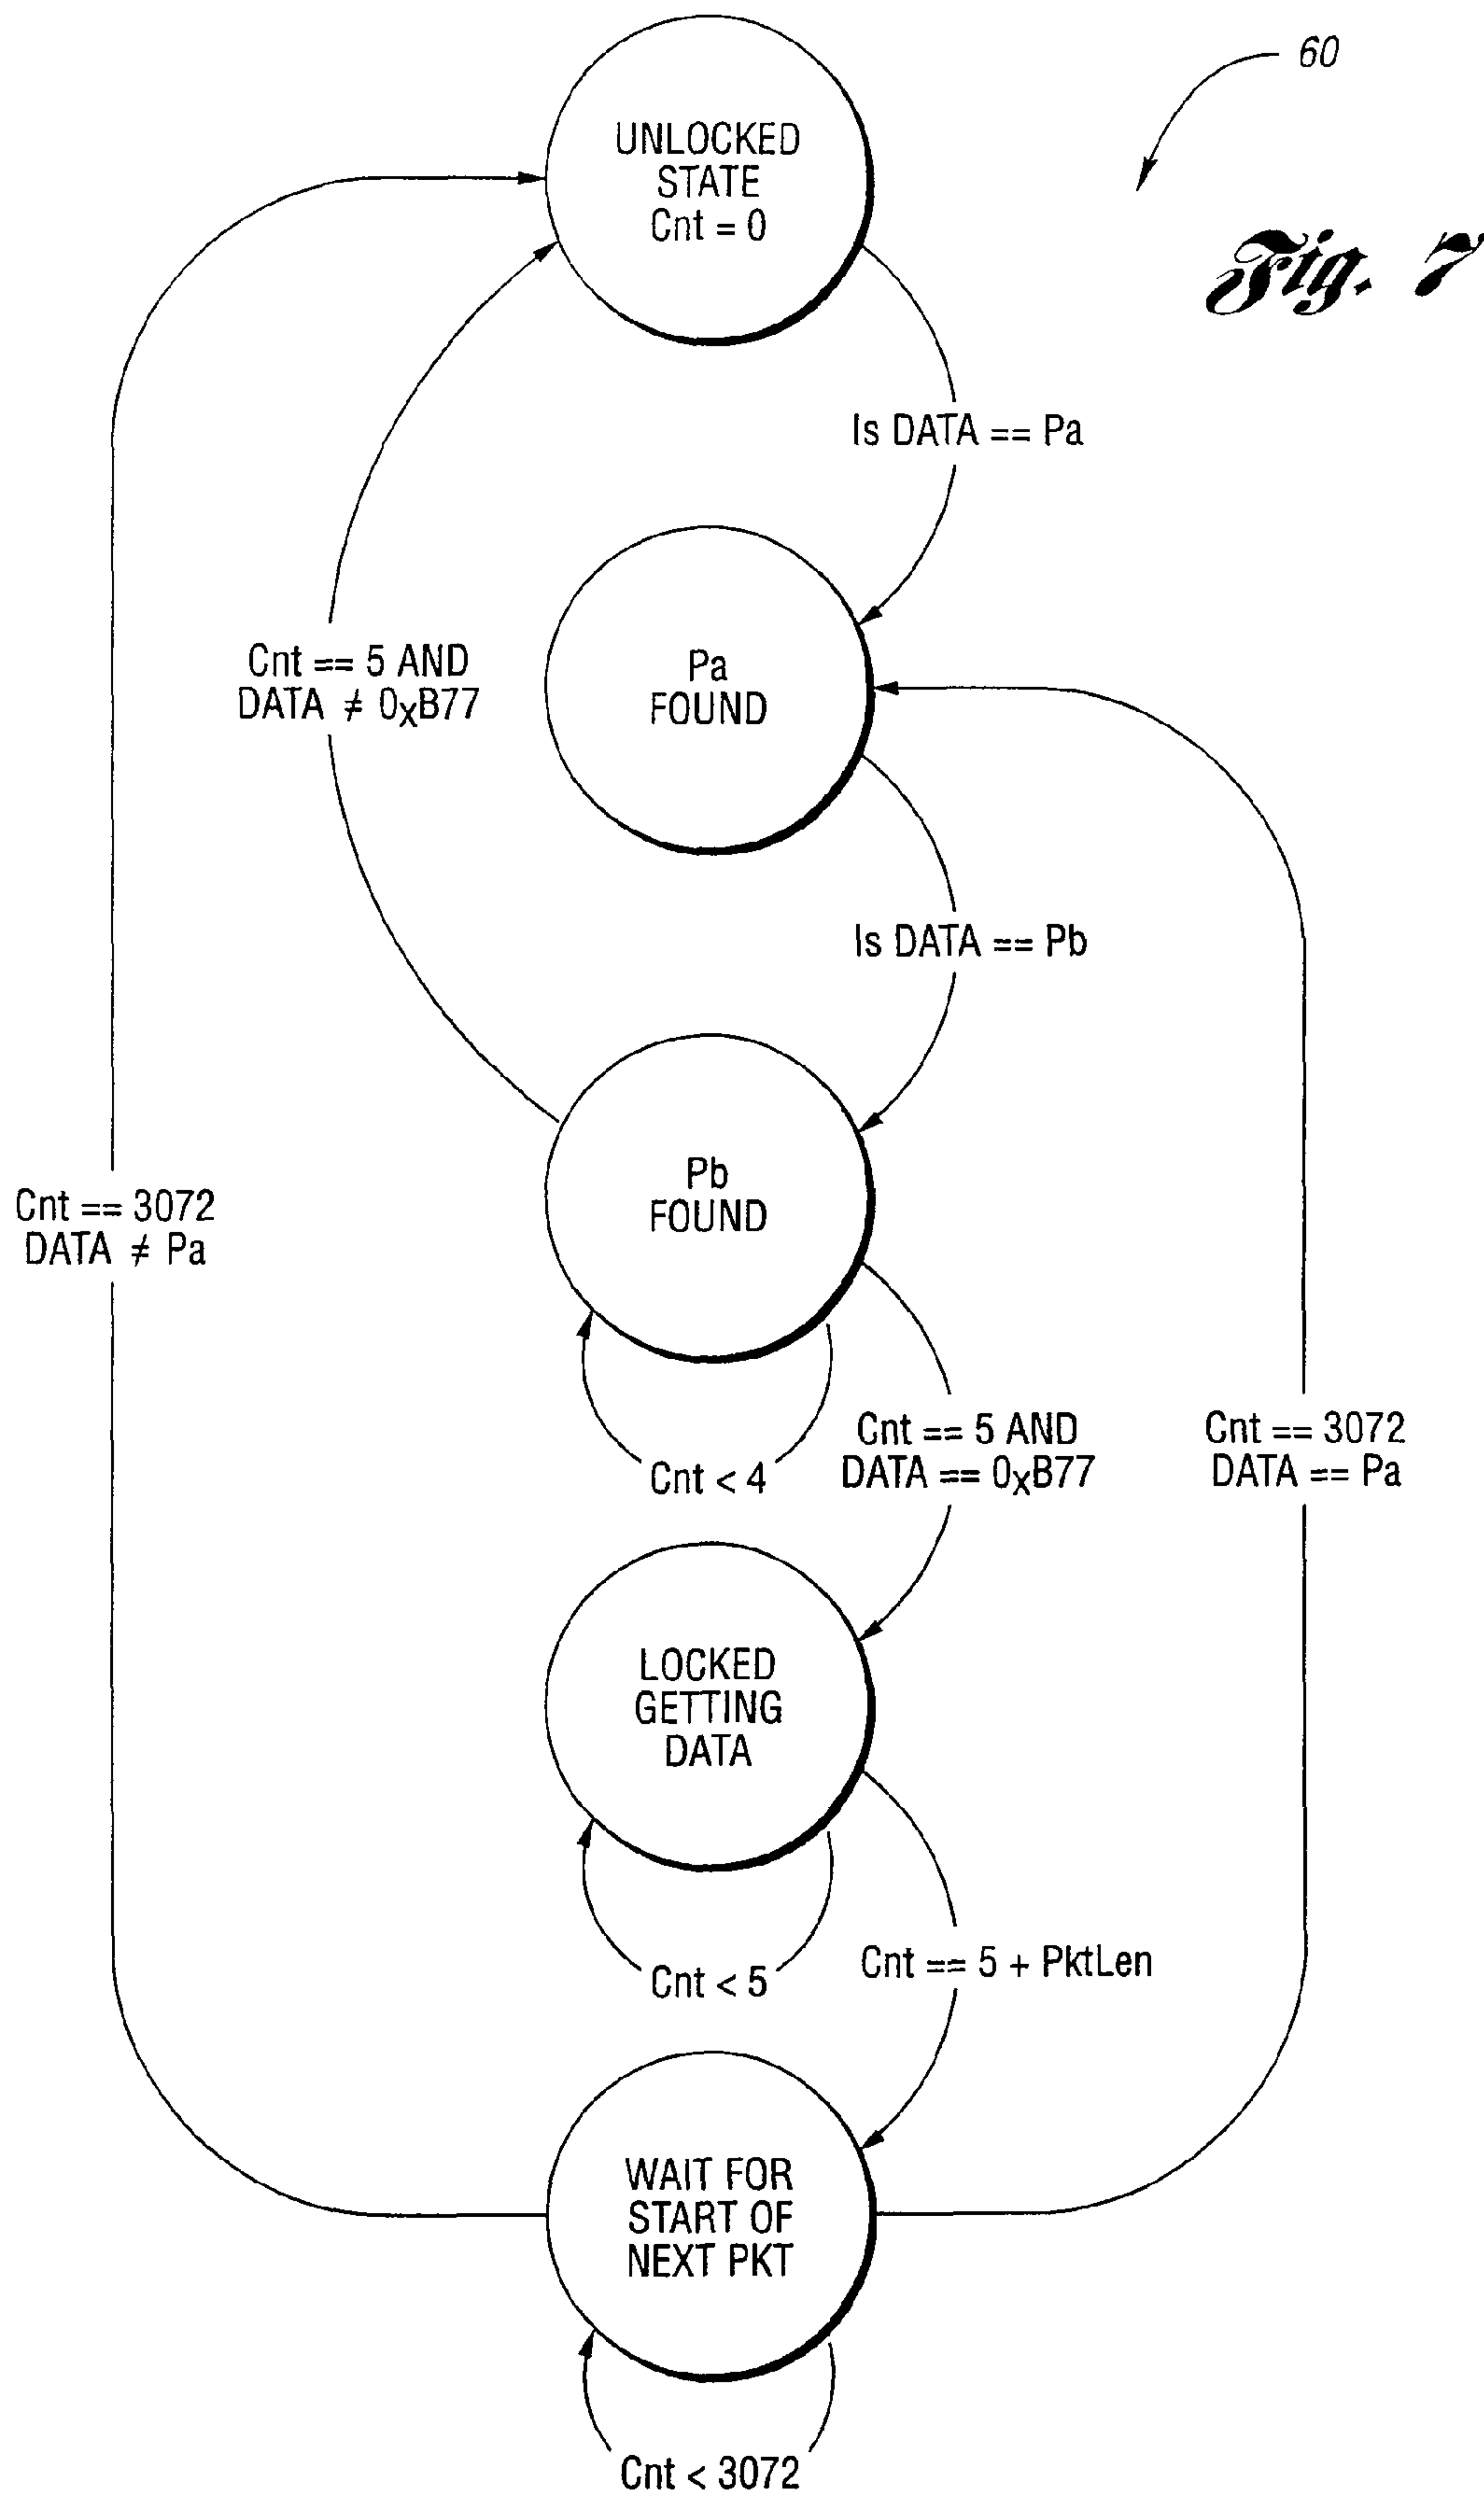 60
Fig. 7
UNLOCKED
STATE
Cnt = 0
Is DATA == Pa
Cnt == 5 AND
DATA ≠ 0xB77
Pa
FOUND
Is DATA == Pb
Pb
FOUND
Cnt == 3072
DATA ≠ Pa
Cnt < 4
Cnt == 5 AND
DATA == 0xB77
Cnt == 3072
DATA == Pa
LOCKED
GETTING
DATA
Cnt < 5
Cnt == 5 + PktLen
WAIT FOR
START OF
NEXT PKT
Cnt < 3072